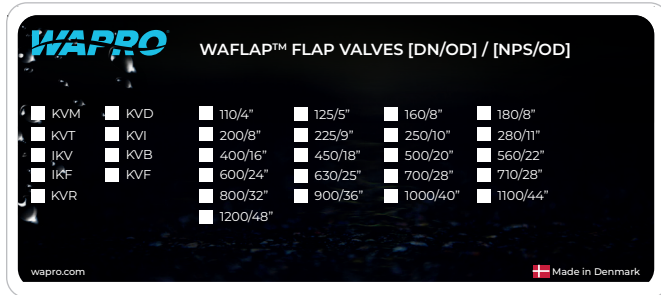 WAPRO
WAFLAP™ FLAP VALVES [DN/OD] / [NPS/OD]
KVM KVD 110/4” 125/5” 160/8” 180/8”
KVT KVI 200/8” 225/9” 250/10” 280/11”
IKV KVB 400/16” 450/18” 500/20” 560/22”
IKF KVF 600/24” 630/25” 700/28” 710/28”
KVR 800/32” 900/36” 1000/40” 1100/44”
1200/48”
wapro.com Made in Denmark